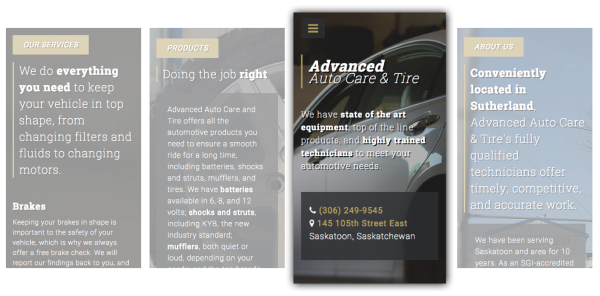 OUR SERVICES
We do everything
you need to keep
your vehicle in top
shape, from
changing filters and
fluids to changing
motors.
Brakes
Keeping your brakes in shape is
important to the safety of your
vehicle, which is why we always
offer a free brake check. We will
report our findings back to you, and
PRODUCTS
Doing the job right
Advanced Auto Care and
Tire offers all the
automotive products you
need to ensure a smooth
ride for a long time,
including batteries, shocks
and struts, mufflers, and
tires. We have batteries
available in 6, 8, and 12
volts; shocks and struts,
including KYB, the new
industry standard;
mufflers, both quiet or
loud, depending on your
Advanced
Auto Care & Tire
We have state of the art
equipment, top of the line
products, and highly trained
technicians to meet your
automotive needs.
(306) 249-9545
145 105th Street East
Saskatoon, Saskatchewan
ABOUT US
Conveniently
located in
Sutherland,
Advanced Auto Care
& Tire's fully
qualified
technicians offer
timely, competitive,
and accurate work.
We have been serving
Saskatoon and area for 10
years. As an SGI-accredited